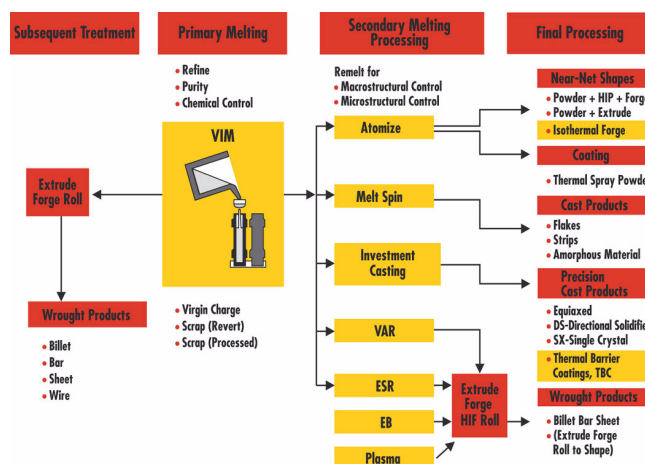 Subsequent Treatment
Primary Melting
Secondary Melting
Processing
Final Processing
• Refine
• Purity
• Chemical Control
VIM
Extrude
Forge Roll
Wrought Products
• Billet
• Bar
• Sheet
• Wire
• Virgin Charge
• Scrap (Revert)
• Scrap (Processed)
Remelt for
• Macrostructural Control
• Microstructural Control
Atomize
Melt Spin
Investment
Casting
VAR
ESR
EB
Plasma
Extrude
Forge
HIF Roll
Near-Net Shapes
• Powder + HIP + Forge
• Powder + Extrude
• Isothermal Forge
Coating
• Thermal Spray Powde
Cast Products
• Flakes
• Strips
• Amorphous Material
Precision
Cast Products
• Equiaxed
• DS-Directional Solidifie
• SX-Single Crystal
• Thermal Barrier
Coatings, TBC
Wrought Products
• Billet Bar Sheet
• (Extrude Forge
Roll to Shape)